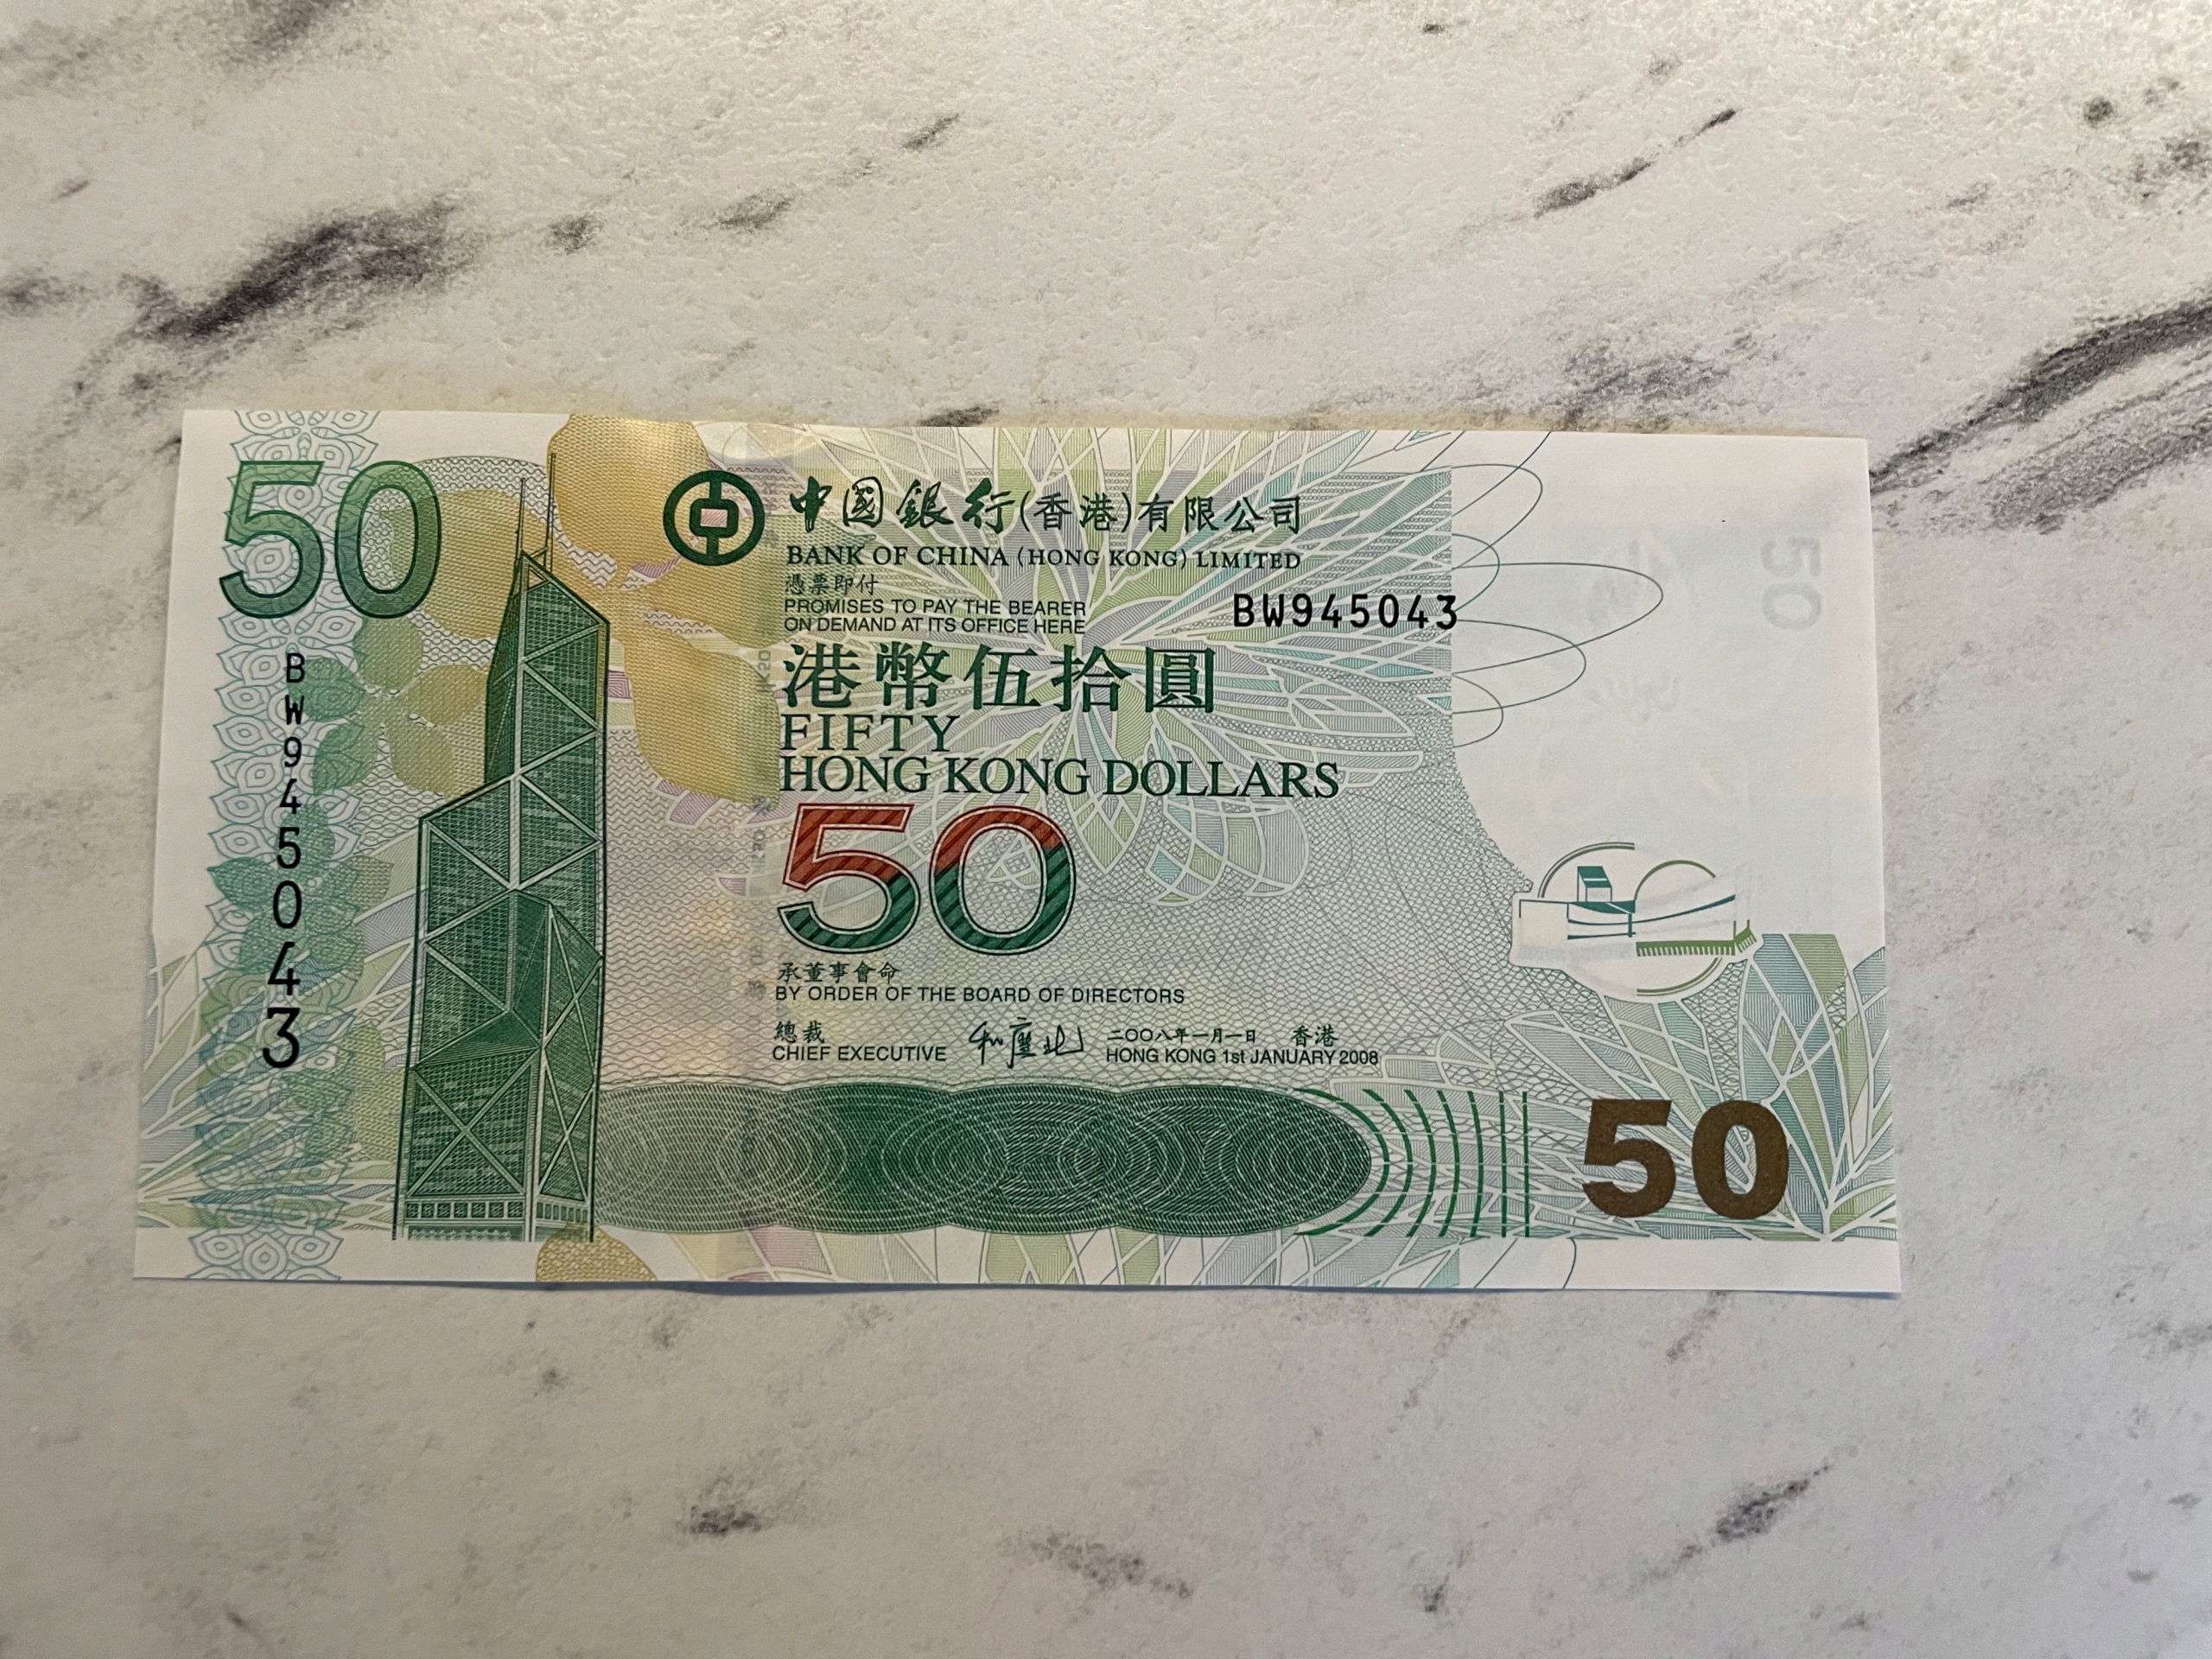 50
中國銀行(香港)有限公司
BANK OF CHINA (HONG KONG) LIMITED
憑票即付
PROMISES TO PAY THE BEARER
ON DEMAND AT ITS OFFICE HERE
BW945043
港幣伍拾圓
FIFTY
HONG KONG DOLLARS
50
BW945043
承董事會命
BY ORDER OF THE BOARD OF DIRECTORS
總裁
CHIEF EXECUTIVE
二〇〇八年一月一日 香港
HONG KONG 1st JANUARY 2008
50